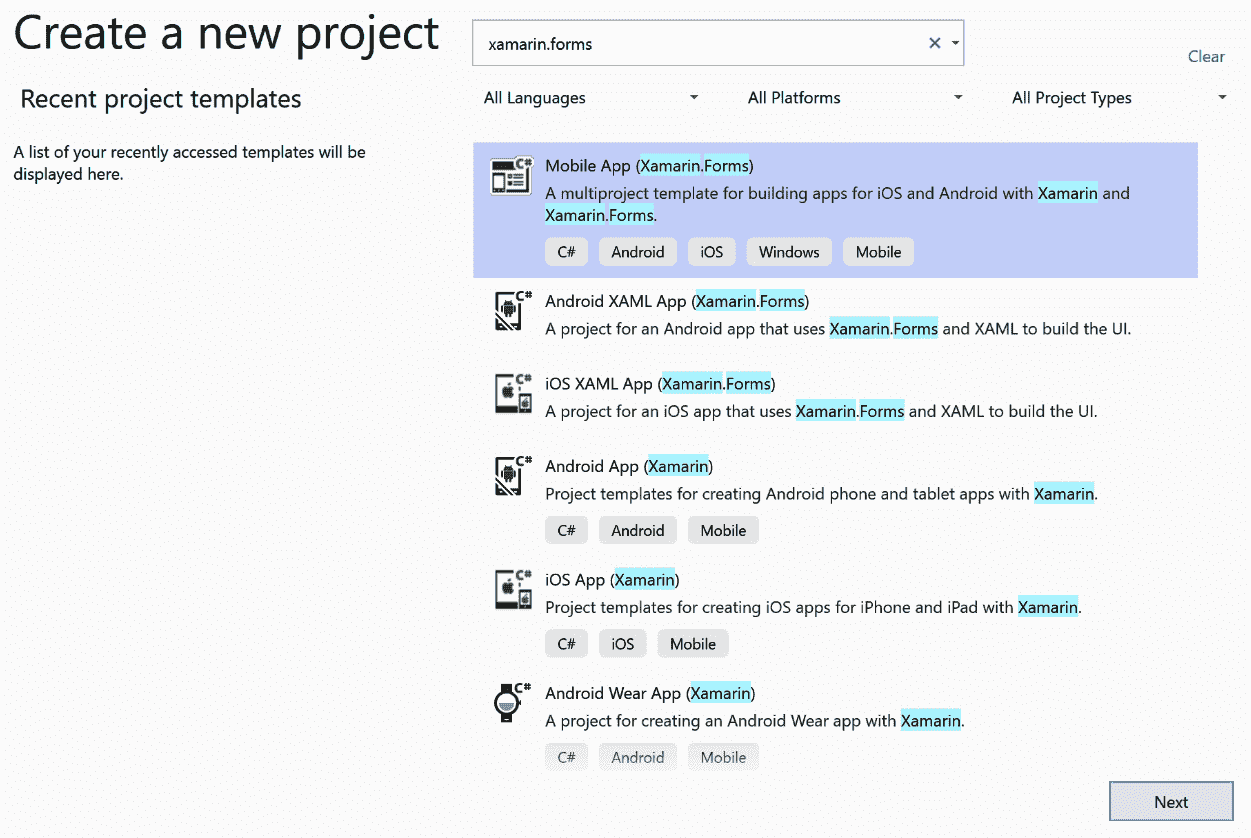 Create a new project
xamarin.forms
Clear
Recent project templates
All Languages
All Platforms
All Project Types
A list of your recently accessed templates will be
displayed here.
C#
Mobile App (Xamarin.Forms)
A multiproject template for building apps for iOS and Android with Xamarin and
Xamarin.Forms.
C#
Android
iOS
Windows
Mobile
C#
Android XAML App (Xamarin.Forms)
A project for an Android app that uses Xamarin.Forms and XAML to build the UI.
C#
iOS XAML App (Xamarin.Forms)
A project for an iOS app that uses Xamarin.Forms and XAML to build the UI.
C#
Android App (Xamarin)
Project templates for creating Android phone and tablet apps with Xamarin.
C#
Android
Mobile
C#
iOS App (Xamarin)
Project templates for creating iOS apps for iPhone and iPad with Xamarin.
C#
iOS
Mobile
C#
Android Wear App (Xamarin)
A project for creating an Android Wear app with Xamarin.
C#
Android
Mobile
Next